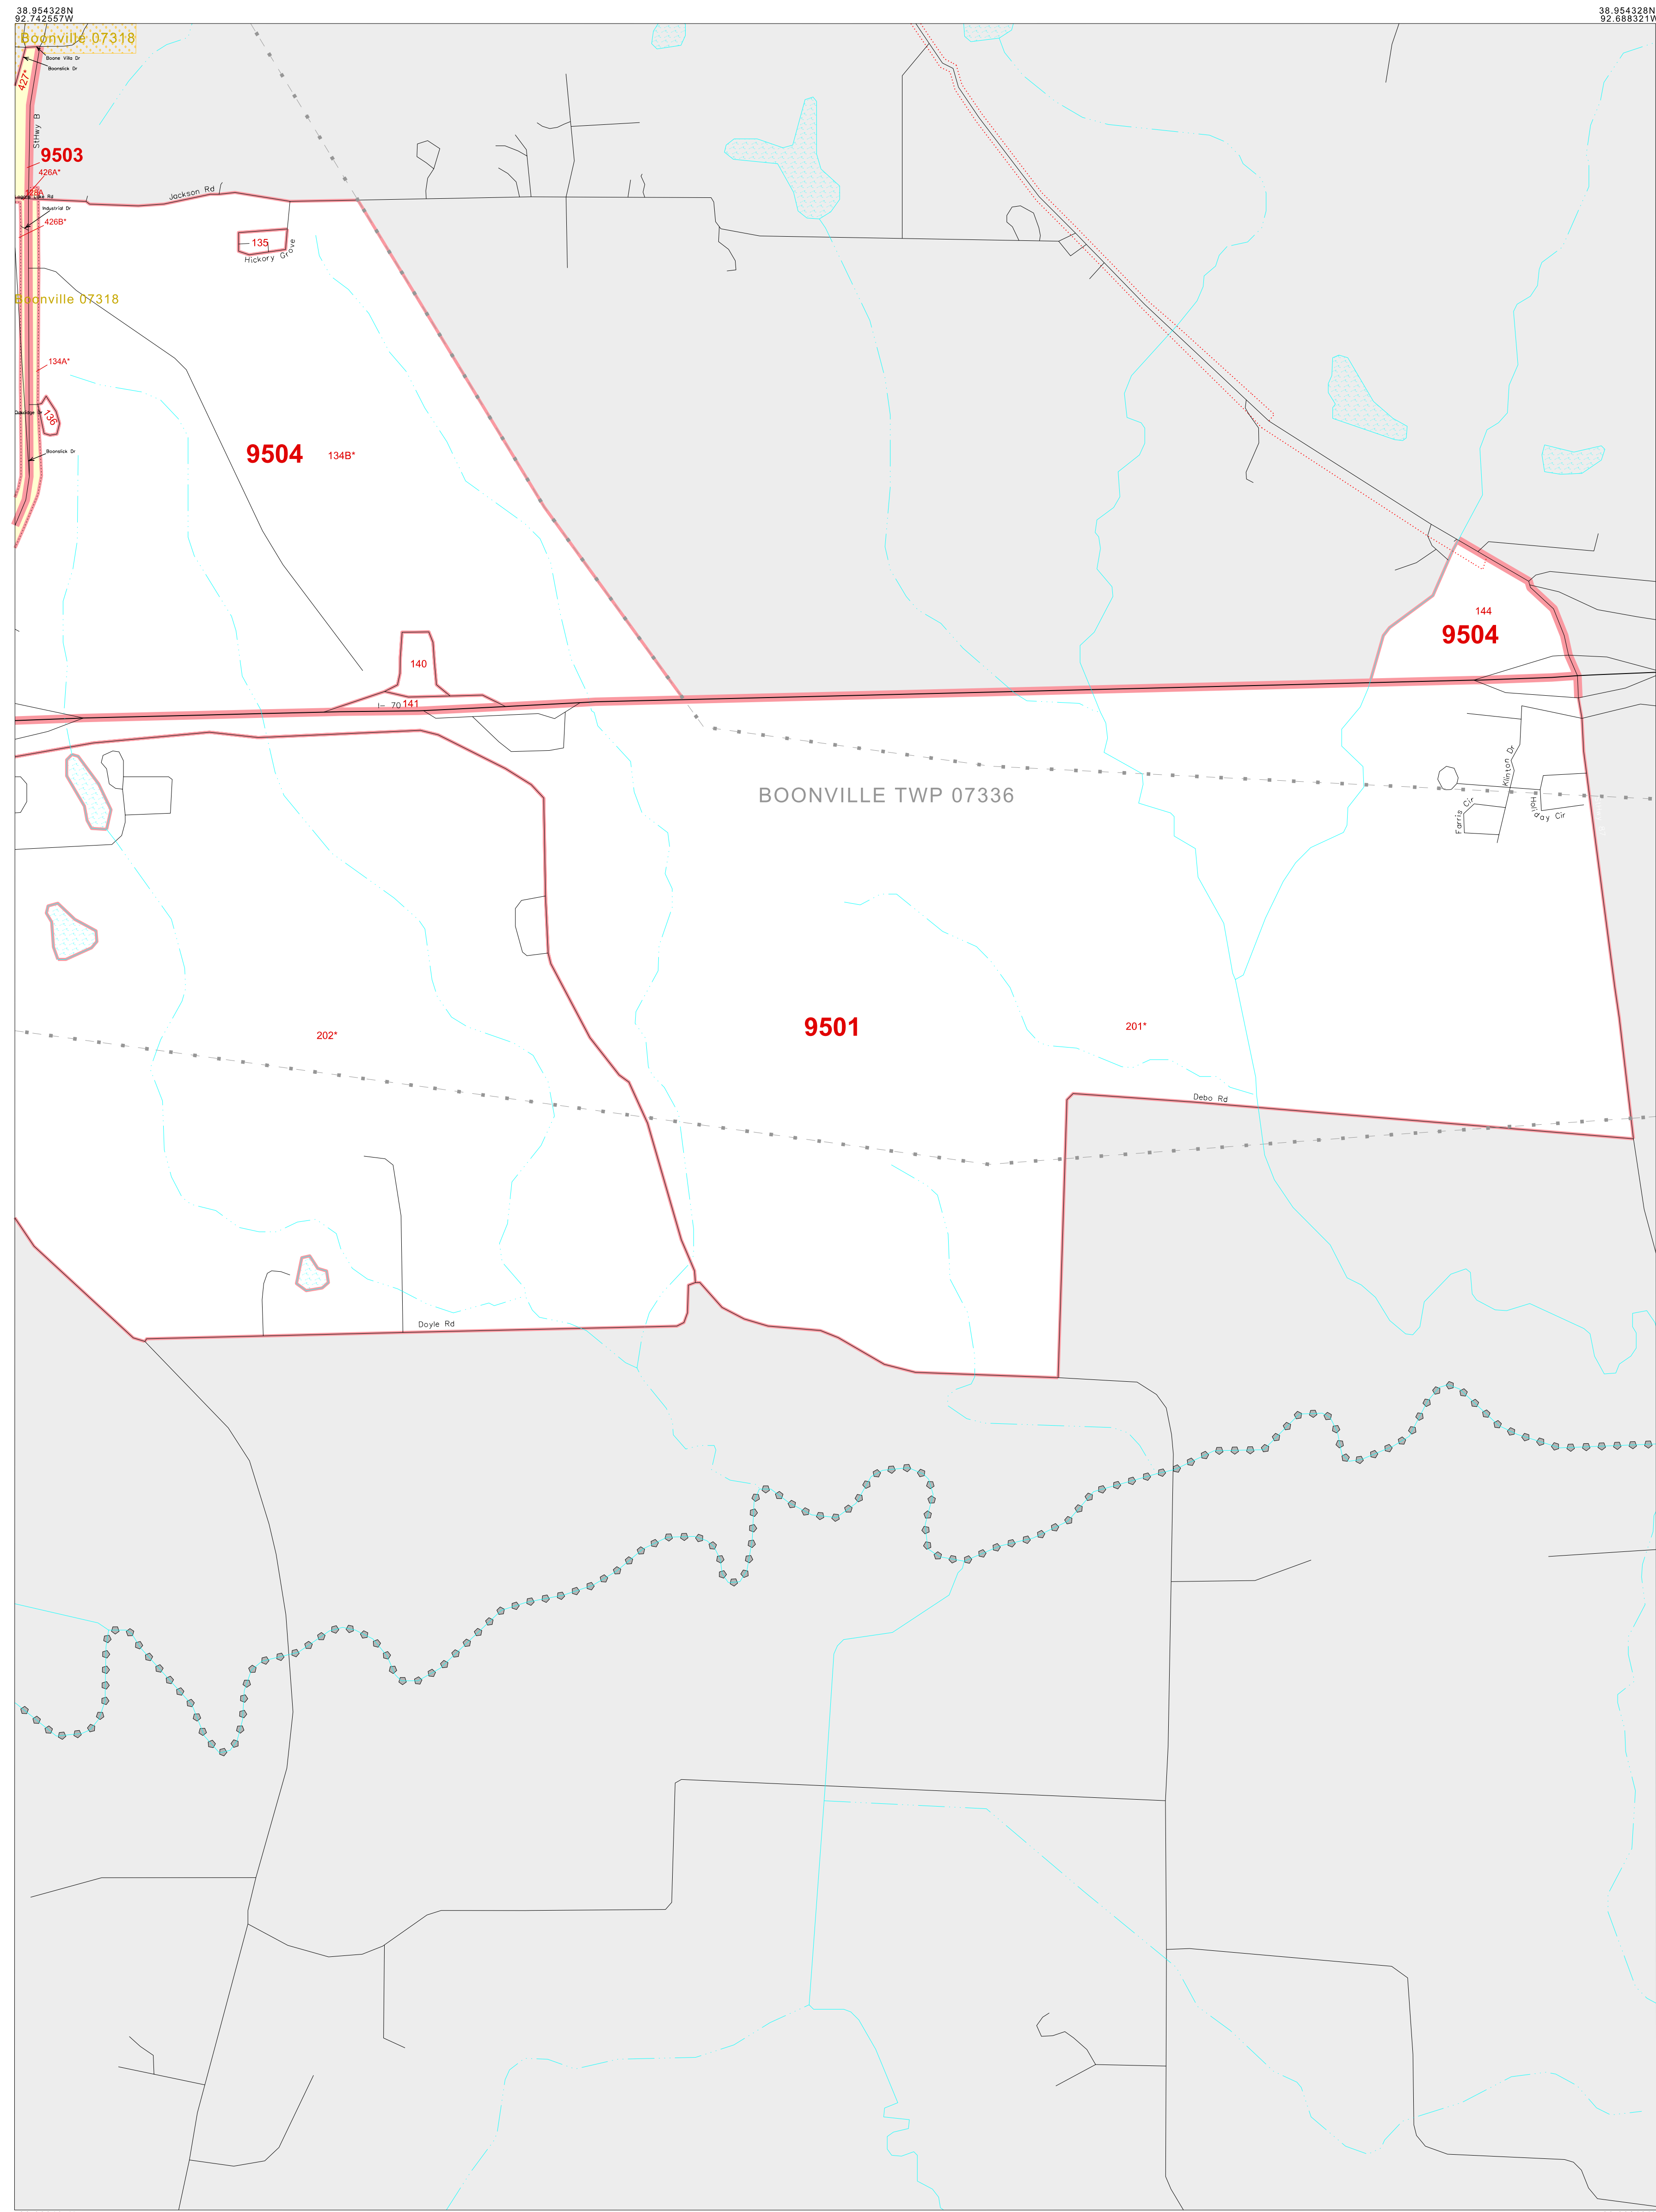 38.954328N
92.742557W
38.954328N
92.688321W
Boonville 07318
Boone Villa Dr
Boonslick Dr
427*
StHwy B
9503
426A*
Jackson Rd
Industrial Dr
426B*
135
Hickory Grove
Boonville 07318
134A*
136
9504
134B*
Boonslick Dr
144
9504
140
I- 70
141
BOONVILLE TWP 07336
Klinton Dr
Farris Cir
Holiday Cir
9501
202*
201*
Debo Rd
Doyle Rd